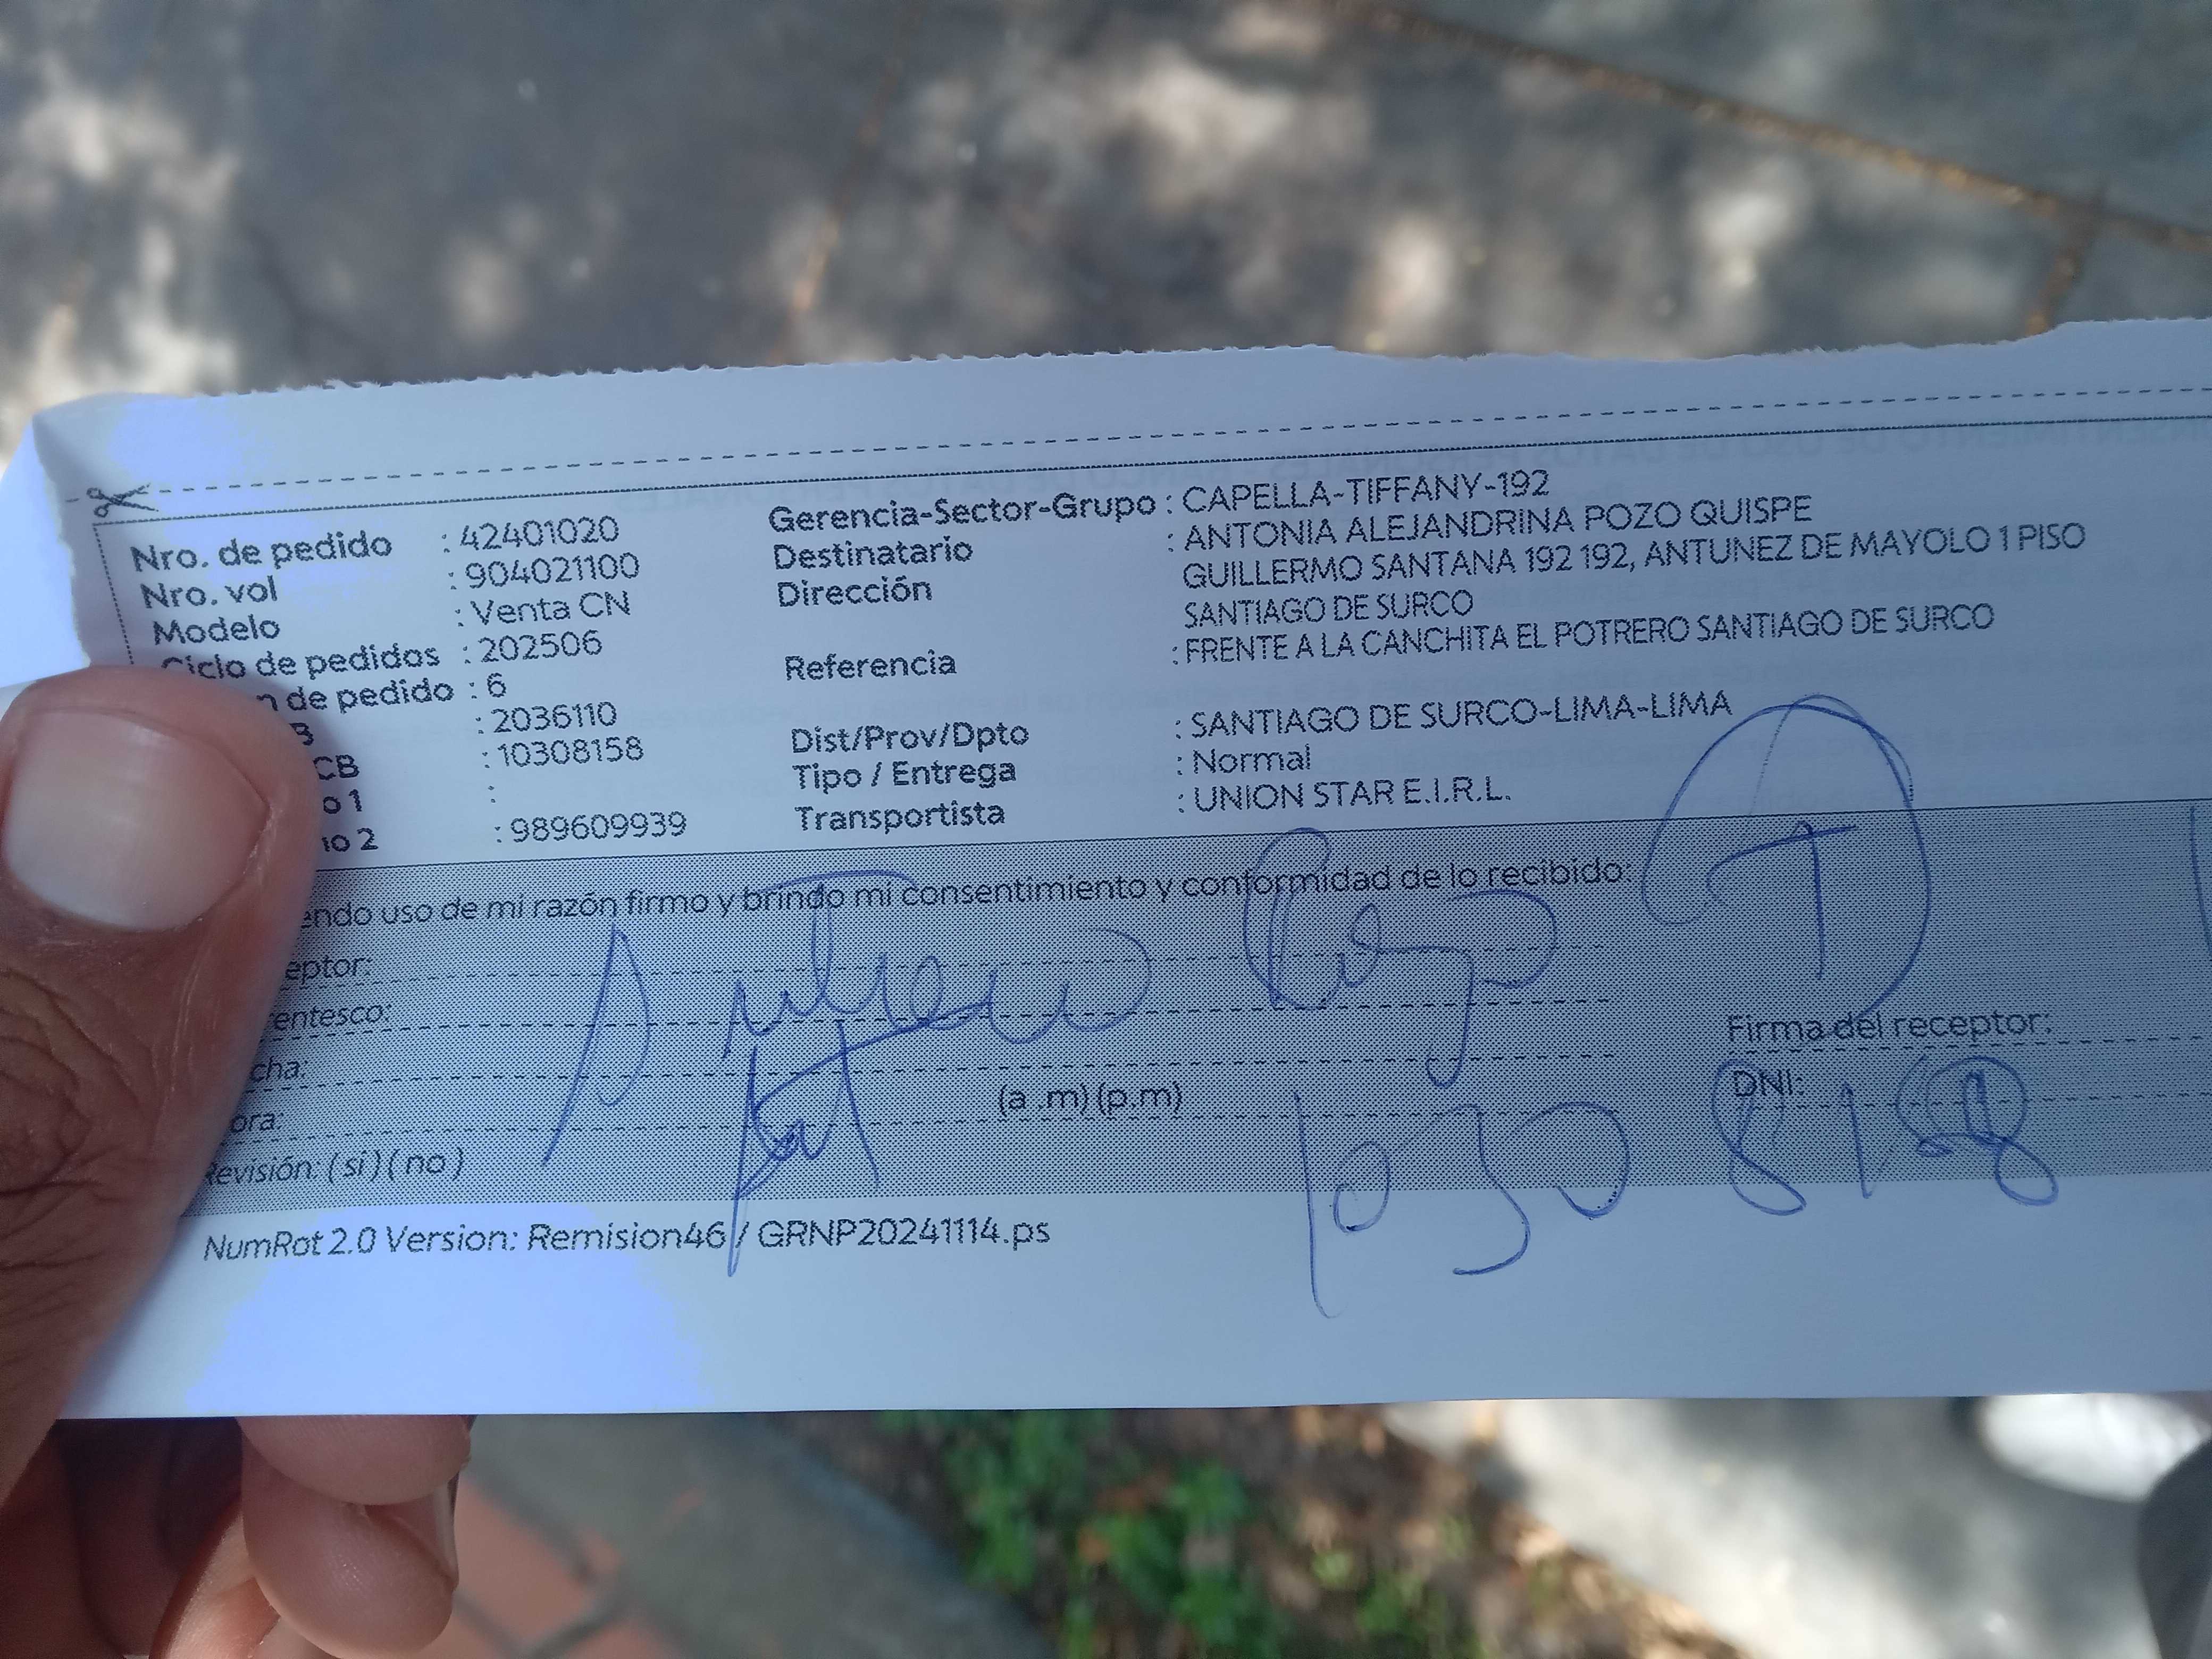 Nro. de pedido : 42401020
Nro. vol : 904021100
Modelo : Venta CN
Ciclo de pedidos : 202506
n de pedido : 6
B : 2036110
CB : 10308158
o 1 :
no 2 : 989609939
Gerencia-Sector-Grupo : CAPELLA-TIFFANY-192
Destinatario : ANTONIA ALEJANDRINA POZO QUISPE
Dirección GUILLERMO SANTANA 192 192, ANTUNEZ DE MAYOLO 1 PISO
SANTIAGO DE SURCO
Referencia : FRENTE A LA CANCHITA EL POTRERO SANTIAGO DE SURCO
Dist/Prov/Dpto : SANTIAGO DE SURCO-LIMA-LIMA
Tipo / Entrega : Normal
Transportista : UNION STAR E.I.R.L.
endo uso de mi razón firmo y brindo mi consentimiento y conformidad de lo recibido:
eptor:
entesco:
cha:
ora: (a .m) (p.m)
Revisión: ( si ) ( no )
Firma del receptor:
DNI:
NumRot 2.0 Version: Remision46 / GRNP20241114.ps